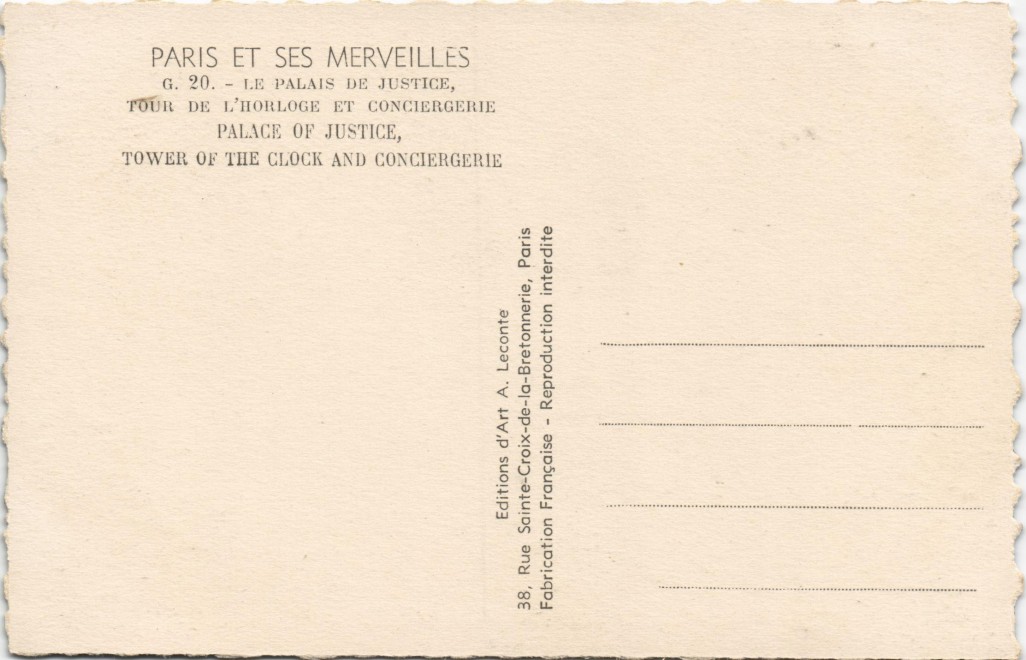 PARIS ET SES MERVEILLES
G. 20. - LE PALAIS DE JUSTICE,
TOUR DE L'HORLOGE ET CONCIERGERIE
PALACE OF JUSTICE,
TOWER OF THE CLOCK AND CONCIERGERIE
Editions d'Art A. Leconte
38, Rue Sainte-Croix-de-la-Bretonnerie, Paris
Fabrication Française - Reproduction interdite